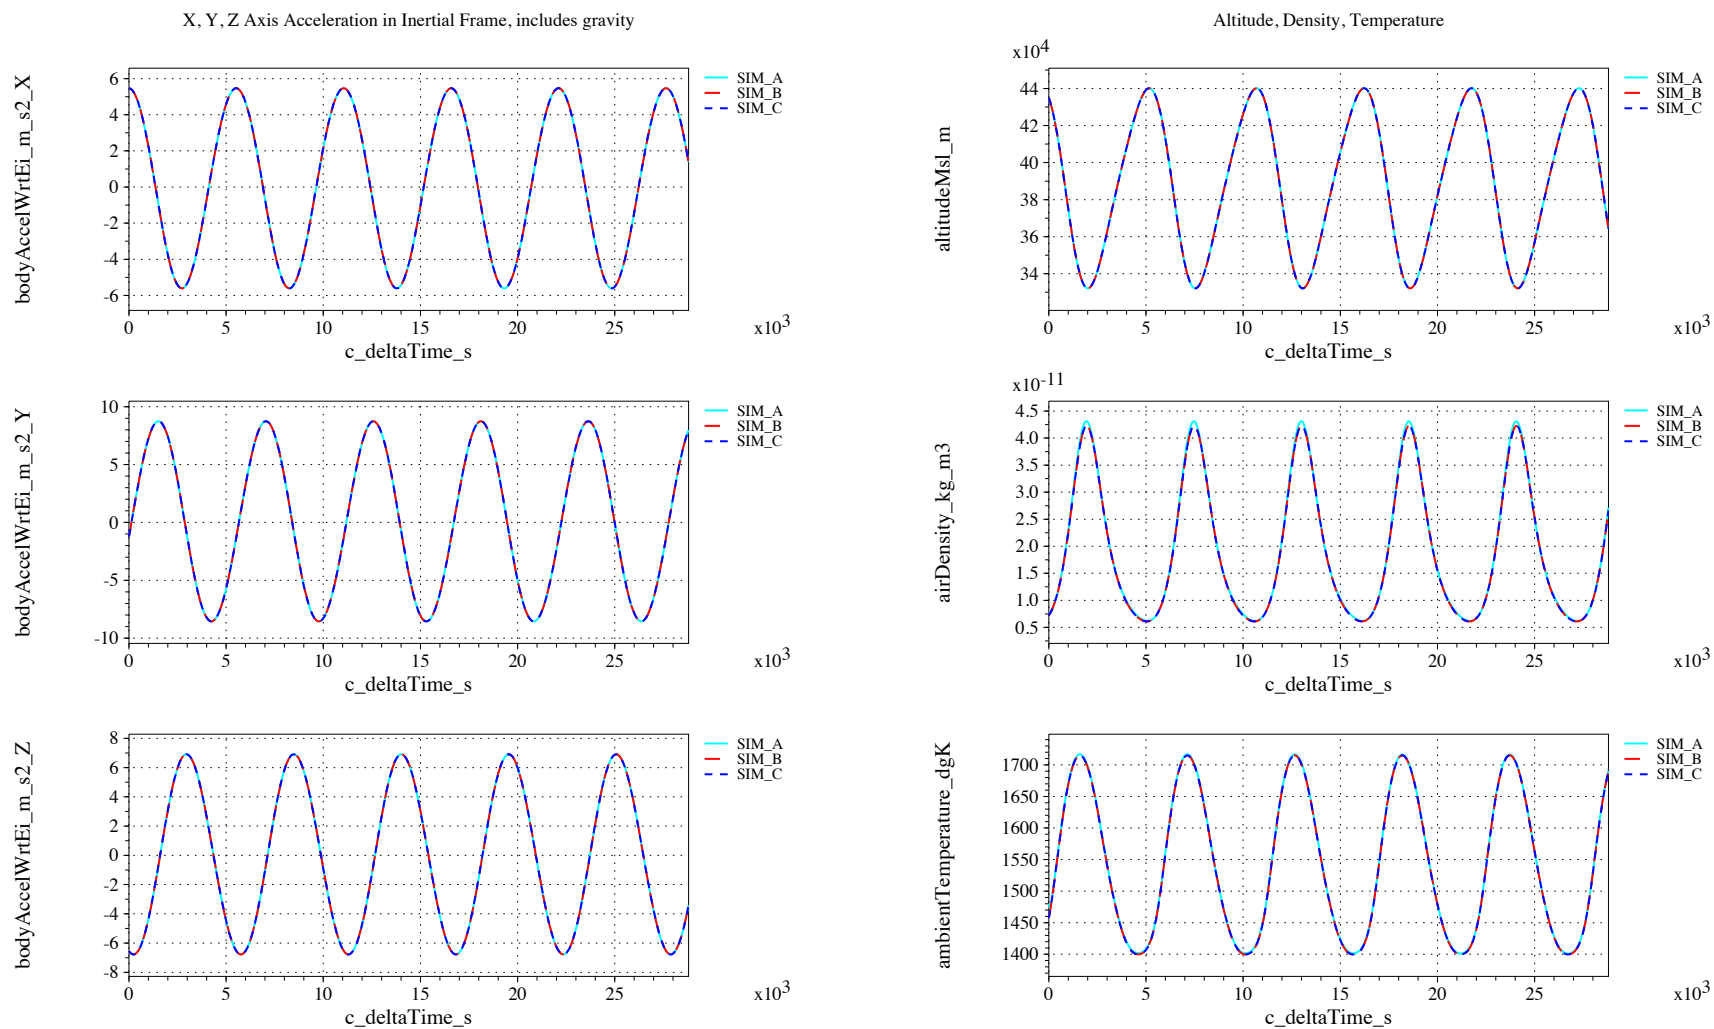 X, Y, Z Axis Acceleration in Inertial Frame, includes gravity
bodyAccelWrtEi_m_s2_X
6
4
2
0
-2
-4
-6
0 5 10 15 20 25
x10^3
c_deltaTime_s
SIM_A
SIM_B
SIM_C
bodyAccelWrtEi_m_s2_Y
10
5
0
-5
-10
0 5 10 15 20 25
x10^3
c_deltaTime_s
SIM_A
SIM_B
SIM_C
bodyAccelWrtEi_m_s2_Z
8
6
4
2
0
-2
-4
-6
-8
0 5 10 15 20 25
x10^3
c_deltaTime_s
SIM_A
SIM_B
SIM_C
Altitude, Density, Temperature
x10^4
altitudeMsl_m
44
42
40
38
36
34
0 5 10 15 20 25
x10^3
c_deltaTime_s
SIM_A
SIM_B
SIM_C
x10^-11
airDensity_kg_m3
4.5
4.0
3.5
3.0
2.5
2.0
1.5
1.0
0.5
0 5 10 15 20 25
x10^3
c_deltaTime_s
SIM_A
SIM_B
SIM_C
ambientTemperature_dgK
1700
1650
1600
1550
1500
1450
1400
0 5 10 15 20 25
x10^3
c_deltaTime_s
SIM_A
SIM_B
SIM_C